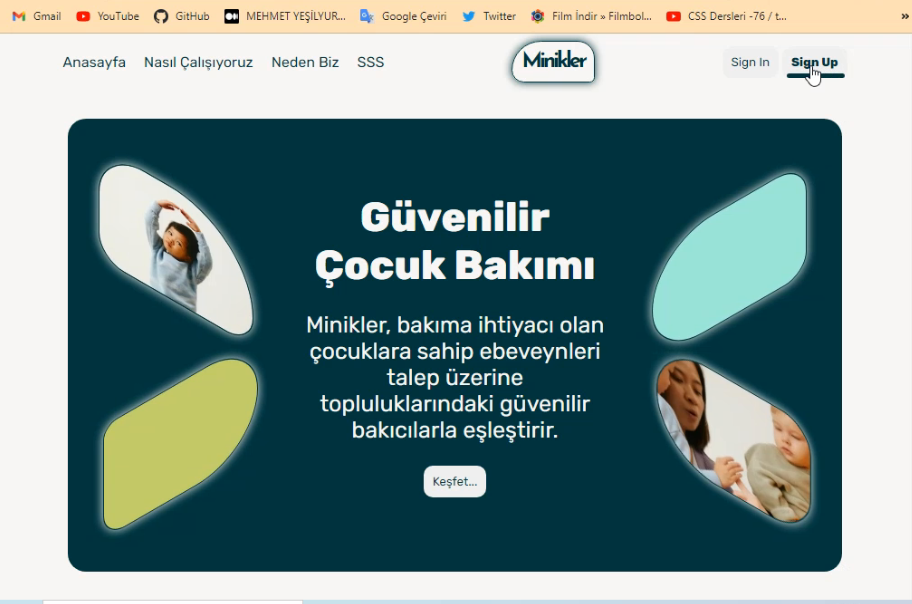 Gmail YouTube GitHub MEHMET YEŞİLYUR... Google Çeviri Twitter Film İndir » Filmbol... CSS Dersleri -76 / t... »
Anasayfa Nasıl Çalışıyoruz Neden Biz SSS Minikler Sign In Sign Up
Güvenilir
Çocuk Bakımı
Minikler, bakıma ihtiyacı olan
çocuklara sahip ebeveynleri
talep üzerine
topluluklarındaki güvenilir
bakıcılarla eşleştirir.
Keşfet...